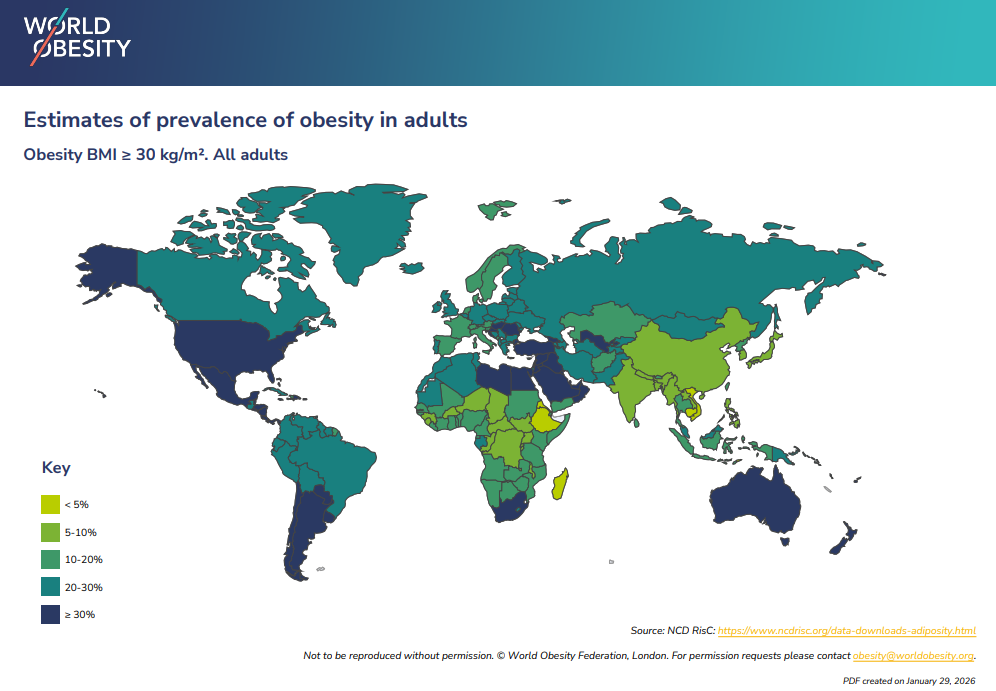 WORLD
OBESITY
Estimates of prevalence of obesity in adults
Obesity BMI ≥ 30 kg/m². All adults
Key
< 5%
5-10%
10-20%
20-30%
≥ 30%
Source: NCD RisC: https://www.ncdrisc.org/data-downloads-adiposity.html
Not to be reproduced without permission. © World Obesity Federation, London. For permission requests please contact obesity@worldobesity.org.
PDF created on January 29, 2026